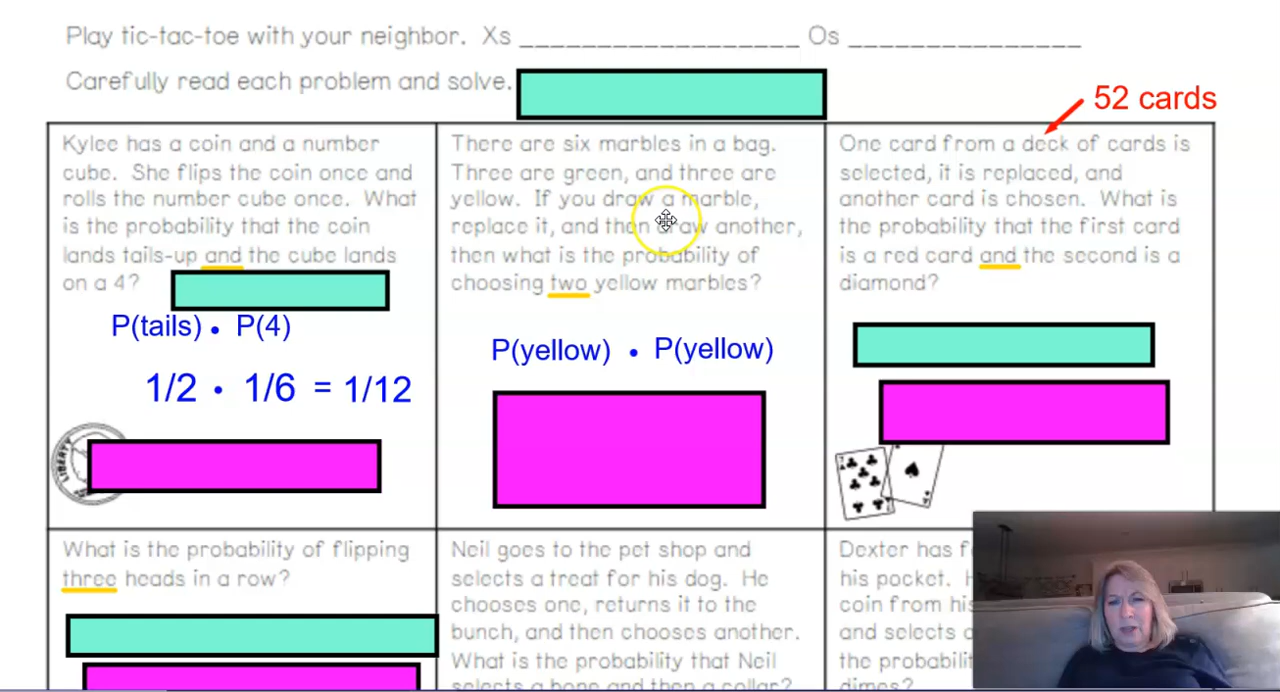 Play tic-tac-toe with your neighbor. Xs __________________ Os _______________
Carefully read each problem and solve.
52 cards
Kylee has a coin and a number
cube. She flips the coin once and
rolls the number cube once. What
is the probability that the coin
lands tails-up and the cube lands
on a 4?
P(tails) • P(4)
1/2 • 1/6 = 1/12
LIBERTY
There are six marbles in a bag.
Three are green, and three are
yellow. If you draw a marble,
replace it, and then draw another,
then what is the probability of
choosing two yellow marbles?
P(yellow) • P(yellow)
One card from a deck of cards is
selected, it is replaced, and
another card is chosen. What is
the probability that the first card
is a red card and the second is a
diamond?
What is the probability of flipping
three heads in a row?
Neil goes to the pet shop and
selects a treat for his dog. He
chooses one, returns it to the
bunch, and then chooses another.
What is the probability that Neil
selects a bone and then a collar?
Dexter has
his pocket.
coin from his
and selects
the probabili
dimes?